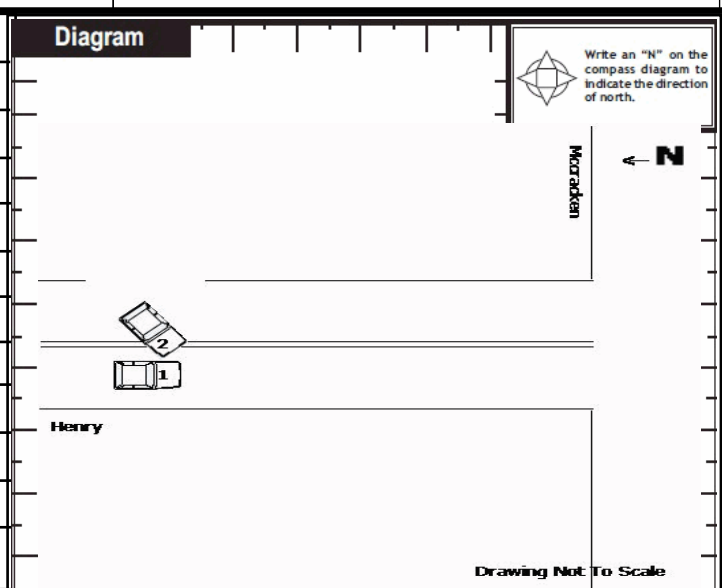 Diagram
Write an “N” on the
compass diagram to
indicate the direction
of north.
Mccracken
← N
2
1
Henry
Drawing Not To Scale